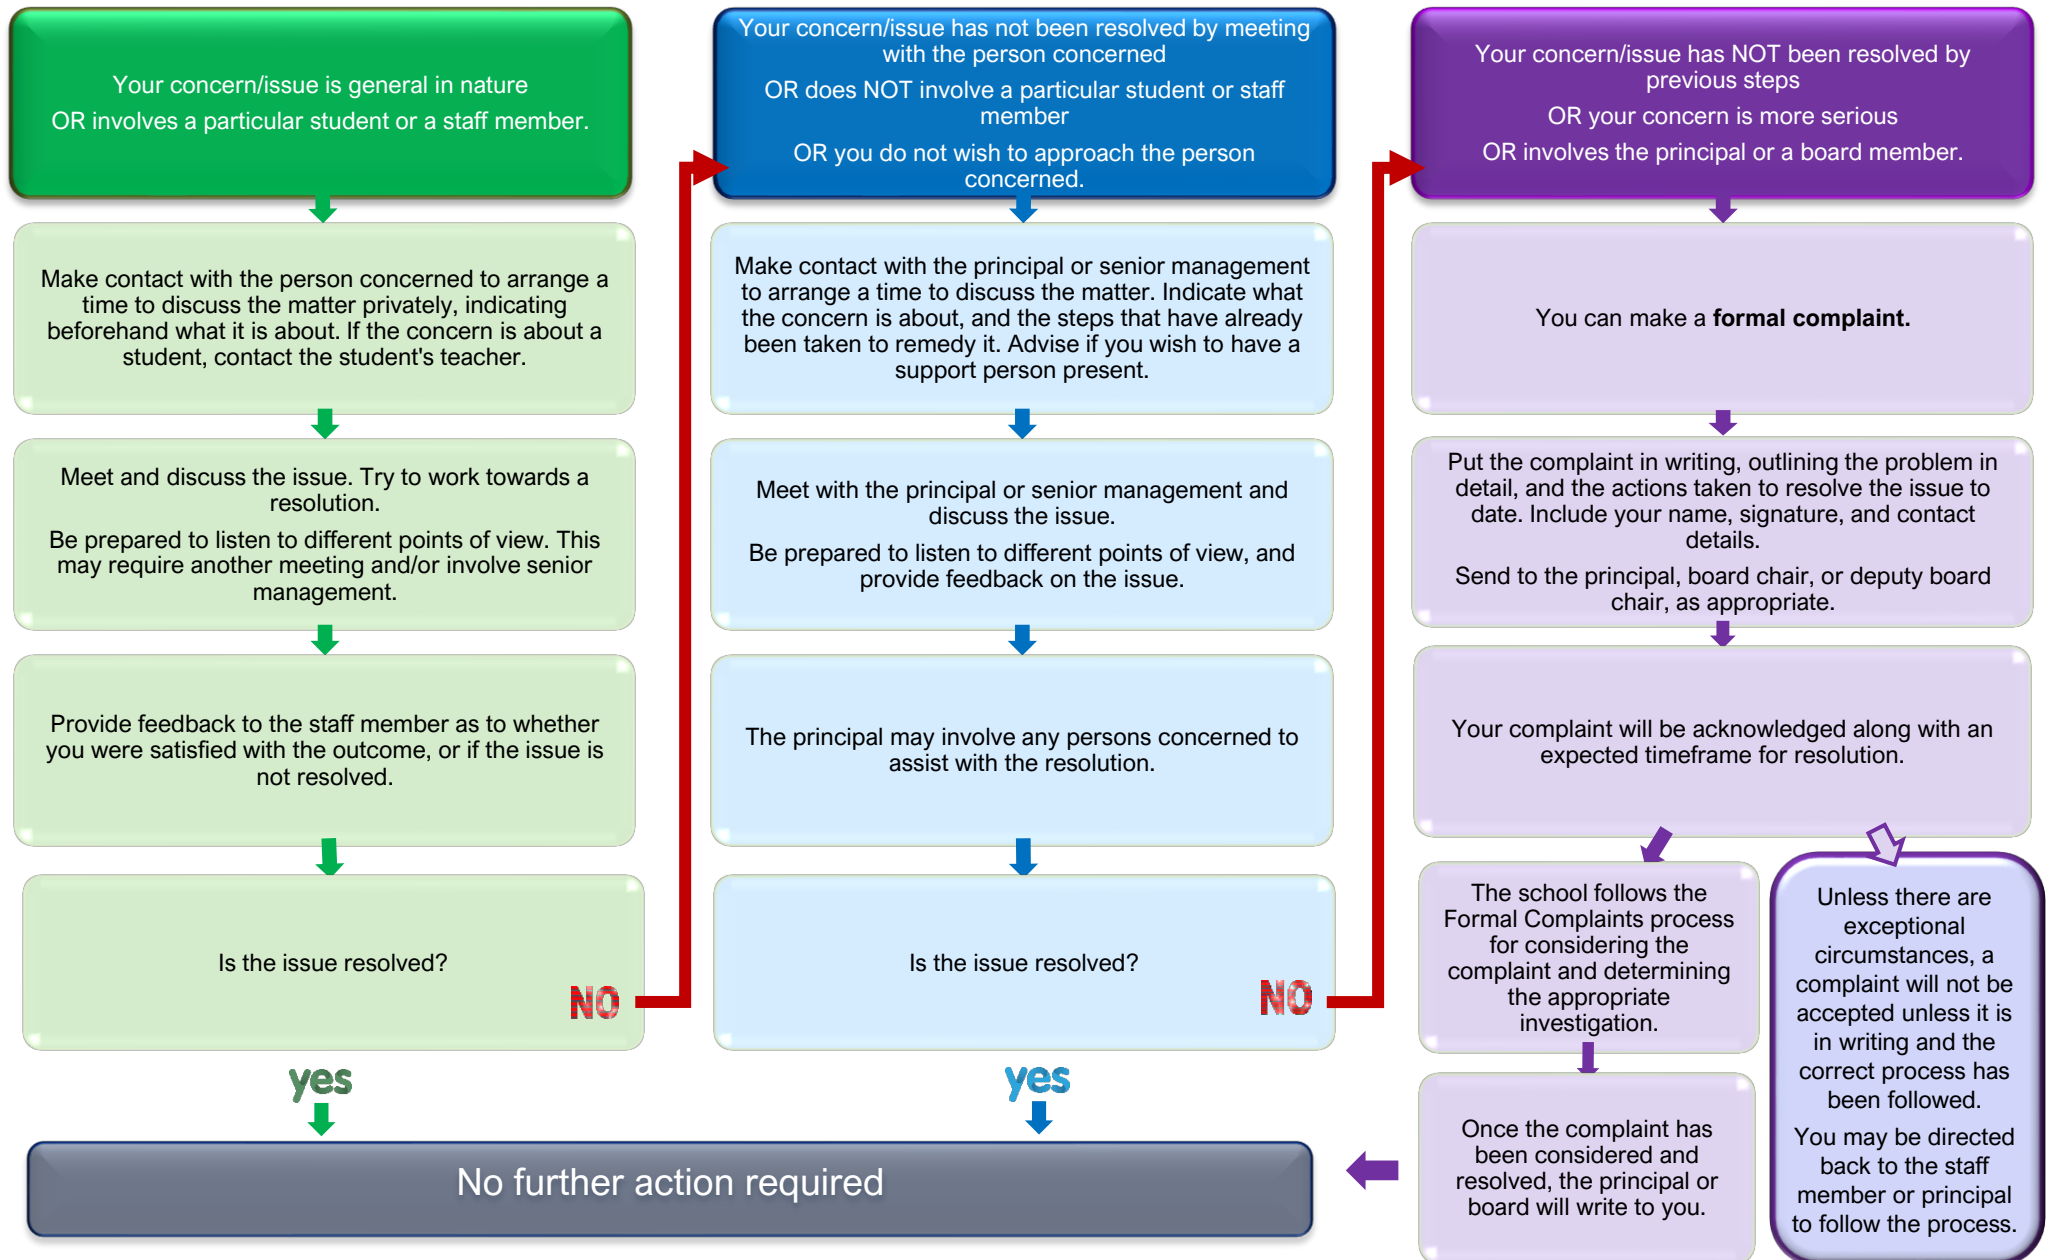 Your concern/issue is general in nature
OR involves a particular student or a staff member.
Make contact with the person concerned to arrange a
time to discuss the matter privately, indicating
beforehand what it is about. If the concern is about a
student, contact the student's teacher.
Meet and discuss the issue. Try to work towards a
resolution.
Be prepared to listen to different points of view. This
may require another meeting and/or involve senior
management.
Provide feedback to the staff member as to whether
you were satisfied with the outcome, or if the issue is
not resolved.
Is the issue resolved?
NO
yes
Your concern/issue has not been resolved by meeting
with the person concerned
OR does NOT involve a particular student or staff
member
OR you do not wish to approach the person
concerned.
Make contact with the principal or senior management
to arrange a time to discuss the matter. Indicate what
the concern is about, and the steps that have already
been taken to remedy it. Advise if you wish to have a
support person present.
Meet with the principal or senior management and
discuss the issue.
Be prepared to listen to different points of view, and
provide feedback on the issue.
The principal may involve any persons concerned to
assist with the resolution.
Is the issue resolved?
NO
yes
Your concern/issue has NOT been resolved by
previous steps
OR your concern is more serious
OR involves the principal or a board member.
You can make a formal complaint.
Put the complaint in writing, outlining the problem in
detail, and the actions taken to resolve the issue to
date. Include your name, signature, and contact
details.
Send to the principal, board chair, or deputy board
chair, as appropriate.
Your complaint will be acknowledged along with an
expected timeframe for resolution.
The school follows the
Formal Complaints process
for considering the
complaint and determining
the appropriate
investigation.
Once the complaint has
been considered and
resolved, the principal or
board will write to you.
Unless there are
exceptional
circumstances, a
complaint will not be
accepted unless it is
in writing and the
correct process has
been followed.
You may be directed
back to the staff
member or principal
to follow the process.
No further action required